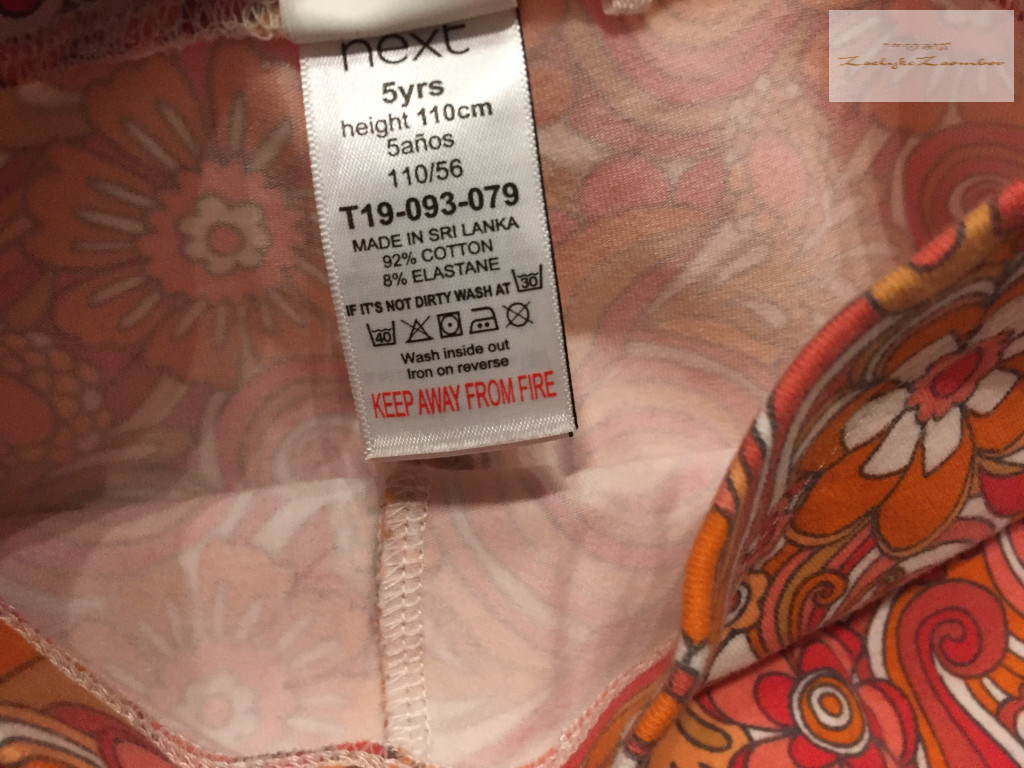 next
5yrs
height 110cm
5años
110/56
T19-093-079
MADE IN SRI LANKA
92% COTTON
8% ELASTANE
IF IT'S NOT DIRTY WASH AT 30
40
Wash inside out
Iron on reverse
KEEP AWAY FROM FIRE